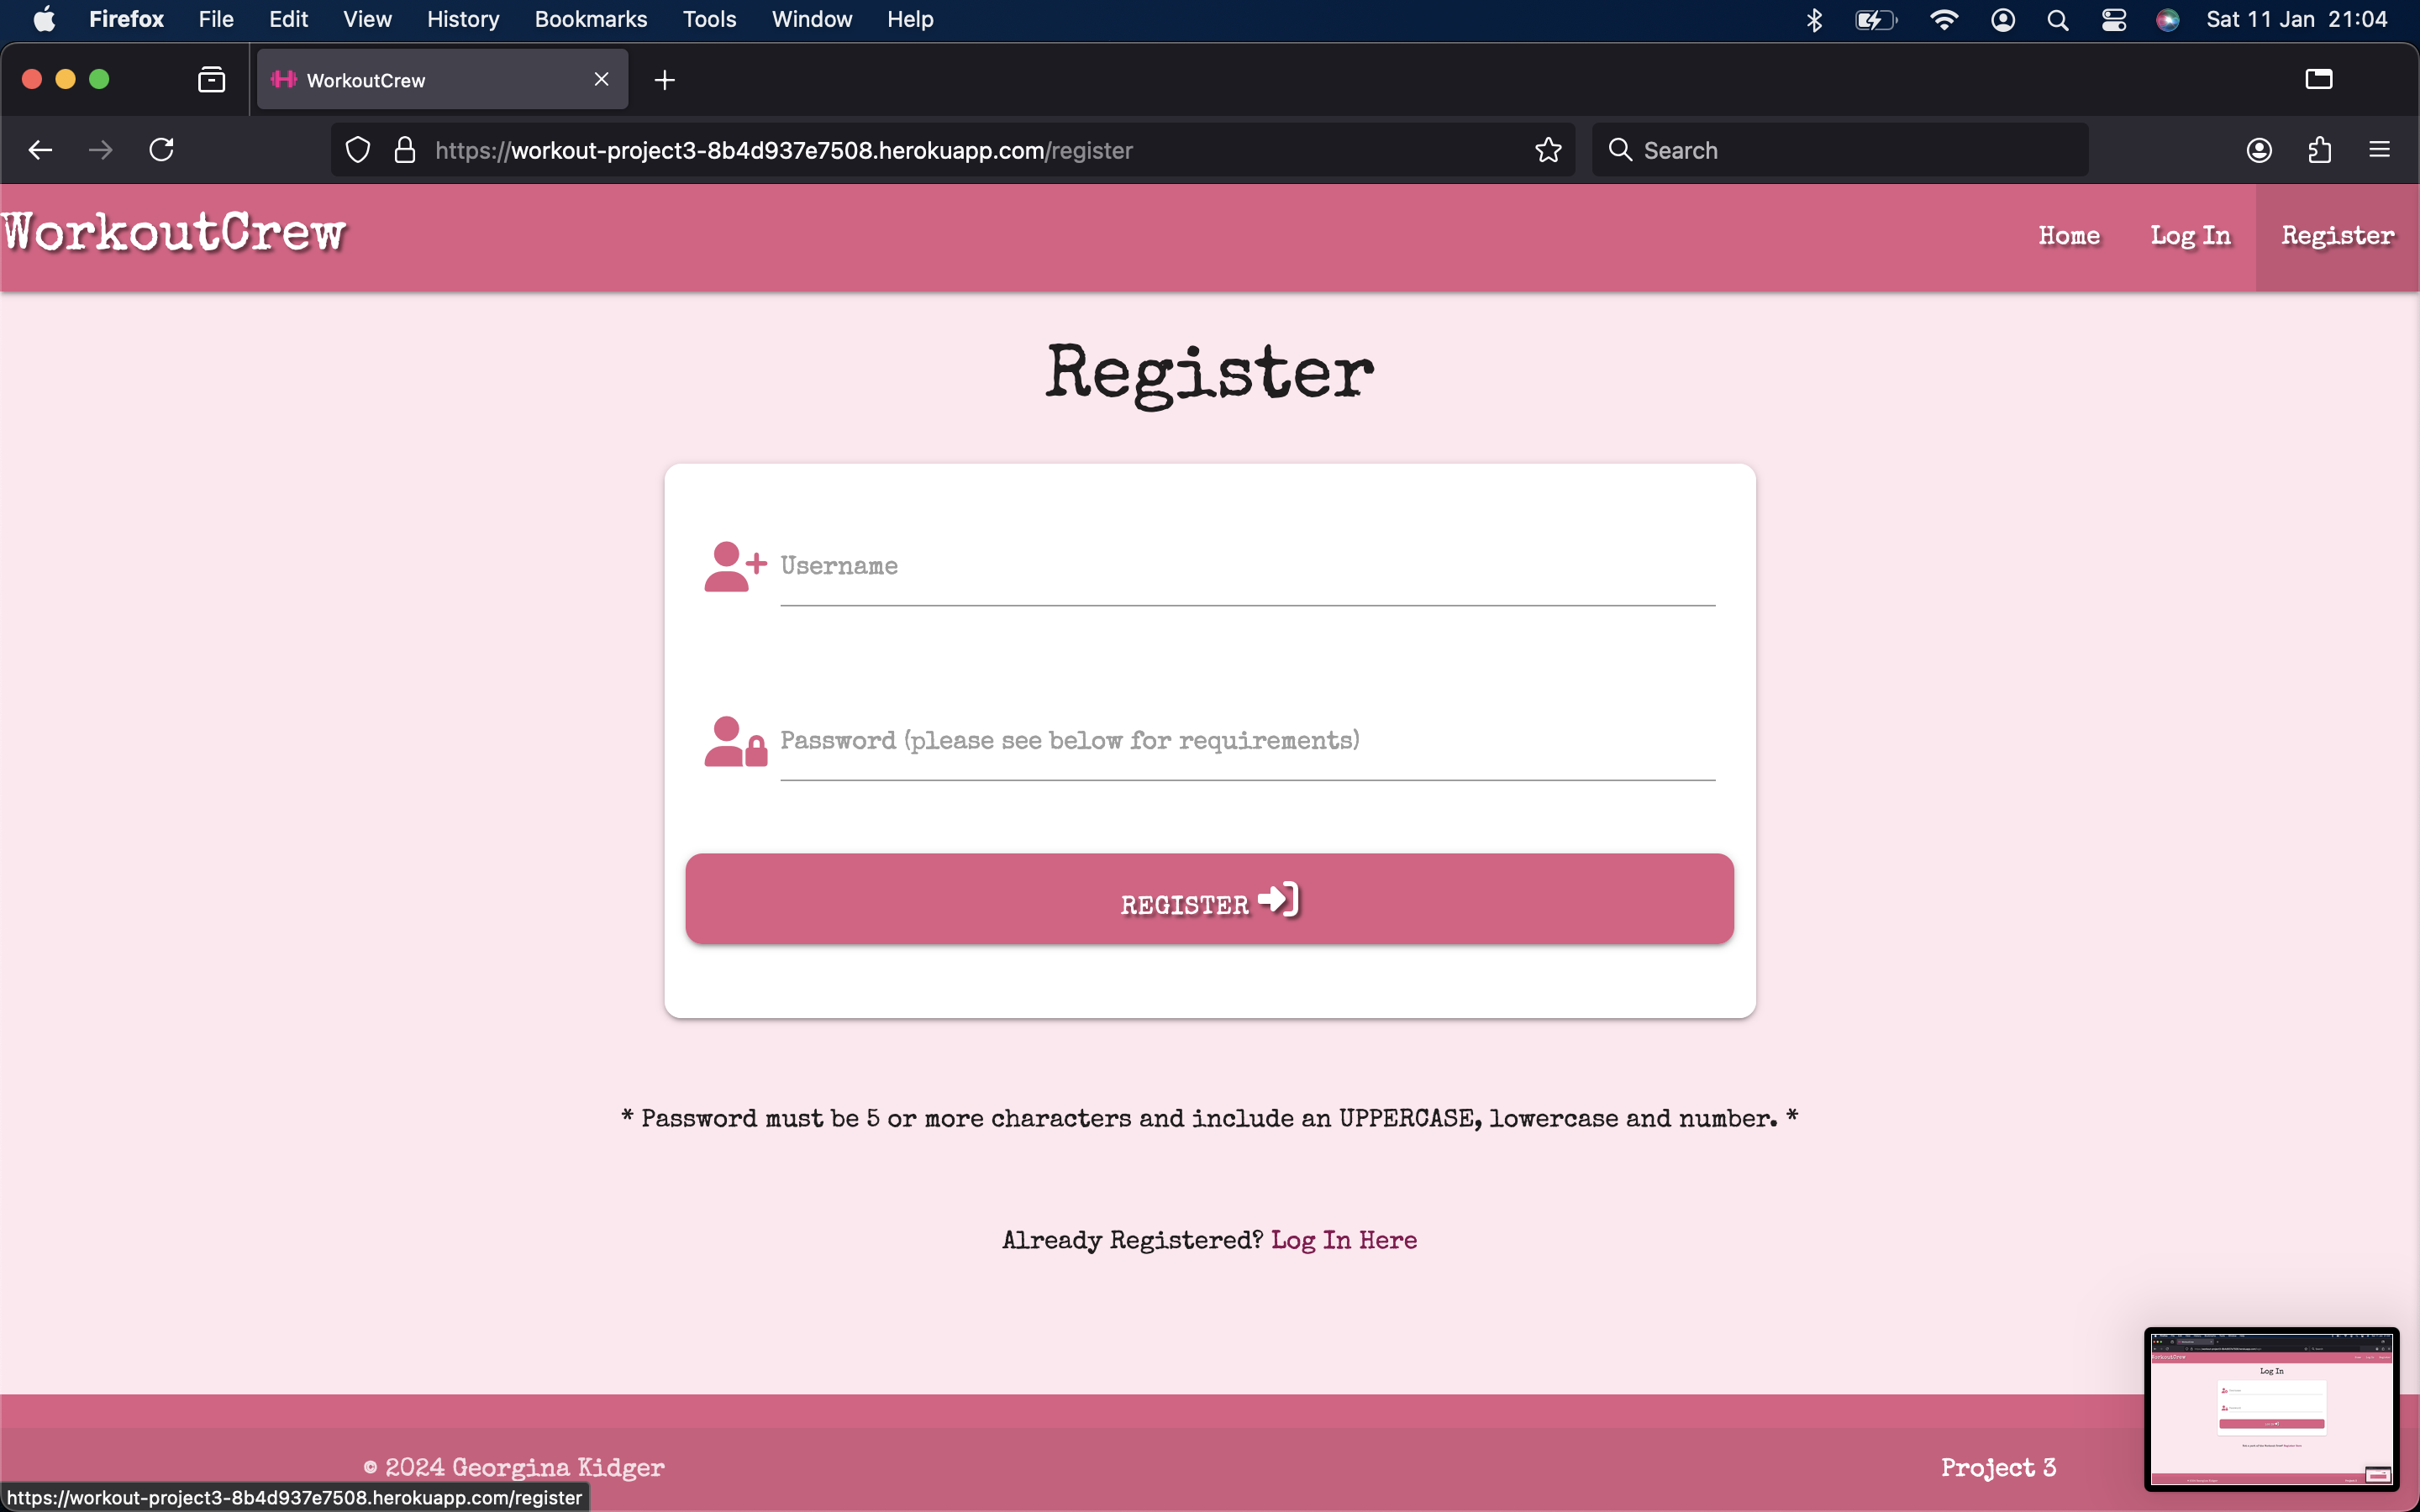 Firefox File Edit View History Bookmarks Tools Window Help Sat 11 Jan 21:04
WorkoutCrew
https://workout-project3-8b4d937e7508.herokuapp.com/register Search
WorkoutCrew Home Log In Register
Register
Username
Password (please see below for requirements)
REGISTER
* Password must be 5 or more characters and include an UPPERCASE, lowercase and number. *
Already Registered? Log In Here
Log In
© 2024 Georgina Kidger Project 3
https://workout-project3-8b4d937e7508.herokuapp.com/register